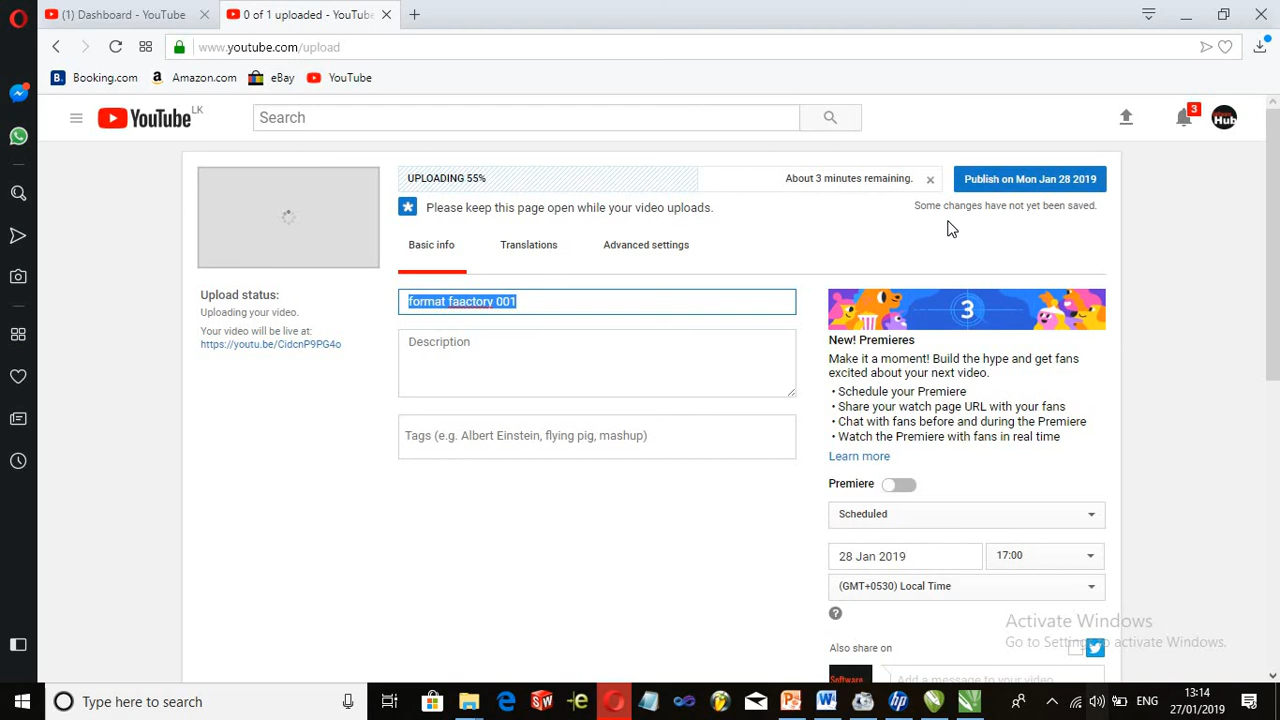 (1) Dashboard - YouTube
0 of 1 uploaded - YouTube
www.youtube.com/upload
B. Booking.com
a Amazon.com
eBay
YouTube
YouTube LK
Search
3
Hub
UPLOADING 55%
About 3 minutes remaining.
Publish on Mon Jan 28 2019
Please keep this page open while your video uploads.
Some changes have not yet been saved.
Basic info
Translations
Advanced settings
Upload status:
Uploading your video.
Your video will be live at:
https://youtu.be/CidcnP9PG4o
format faactory 001
Description
Tags (e.g. Albert Einstein, flying pig, mashup)
3
New! Premieres
Make it a moment! Build the hype and get fans
excited about your next video.
• Schedule your Premiere
• Share your watch page URL with your fans
• Chat with fans before and during the Premiere
• Watch the Premiere with fans in real time
Learn more
Premiere
Scheduled
28 Jan 2019
17:00
(GMT+0530) Local Time
Activate Windows
Go to Settings to activate Windows.
Also share on
Software
Add a message to your video
Type here to search
ENG
13:14
27/01/2019